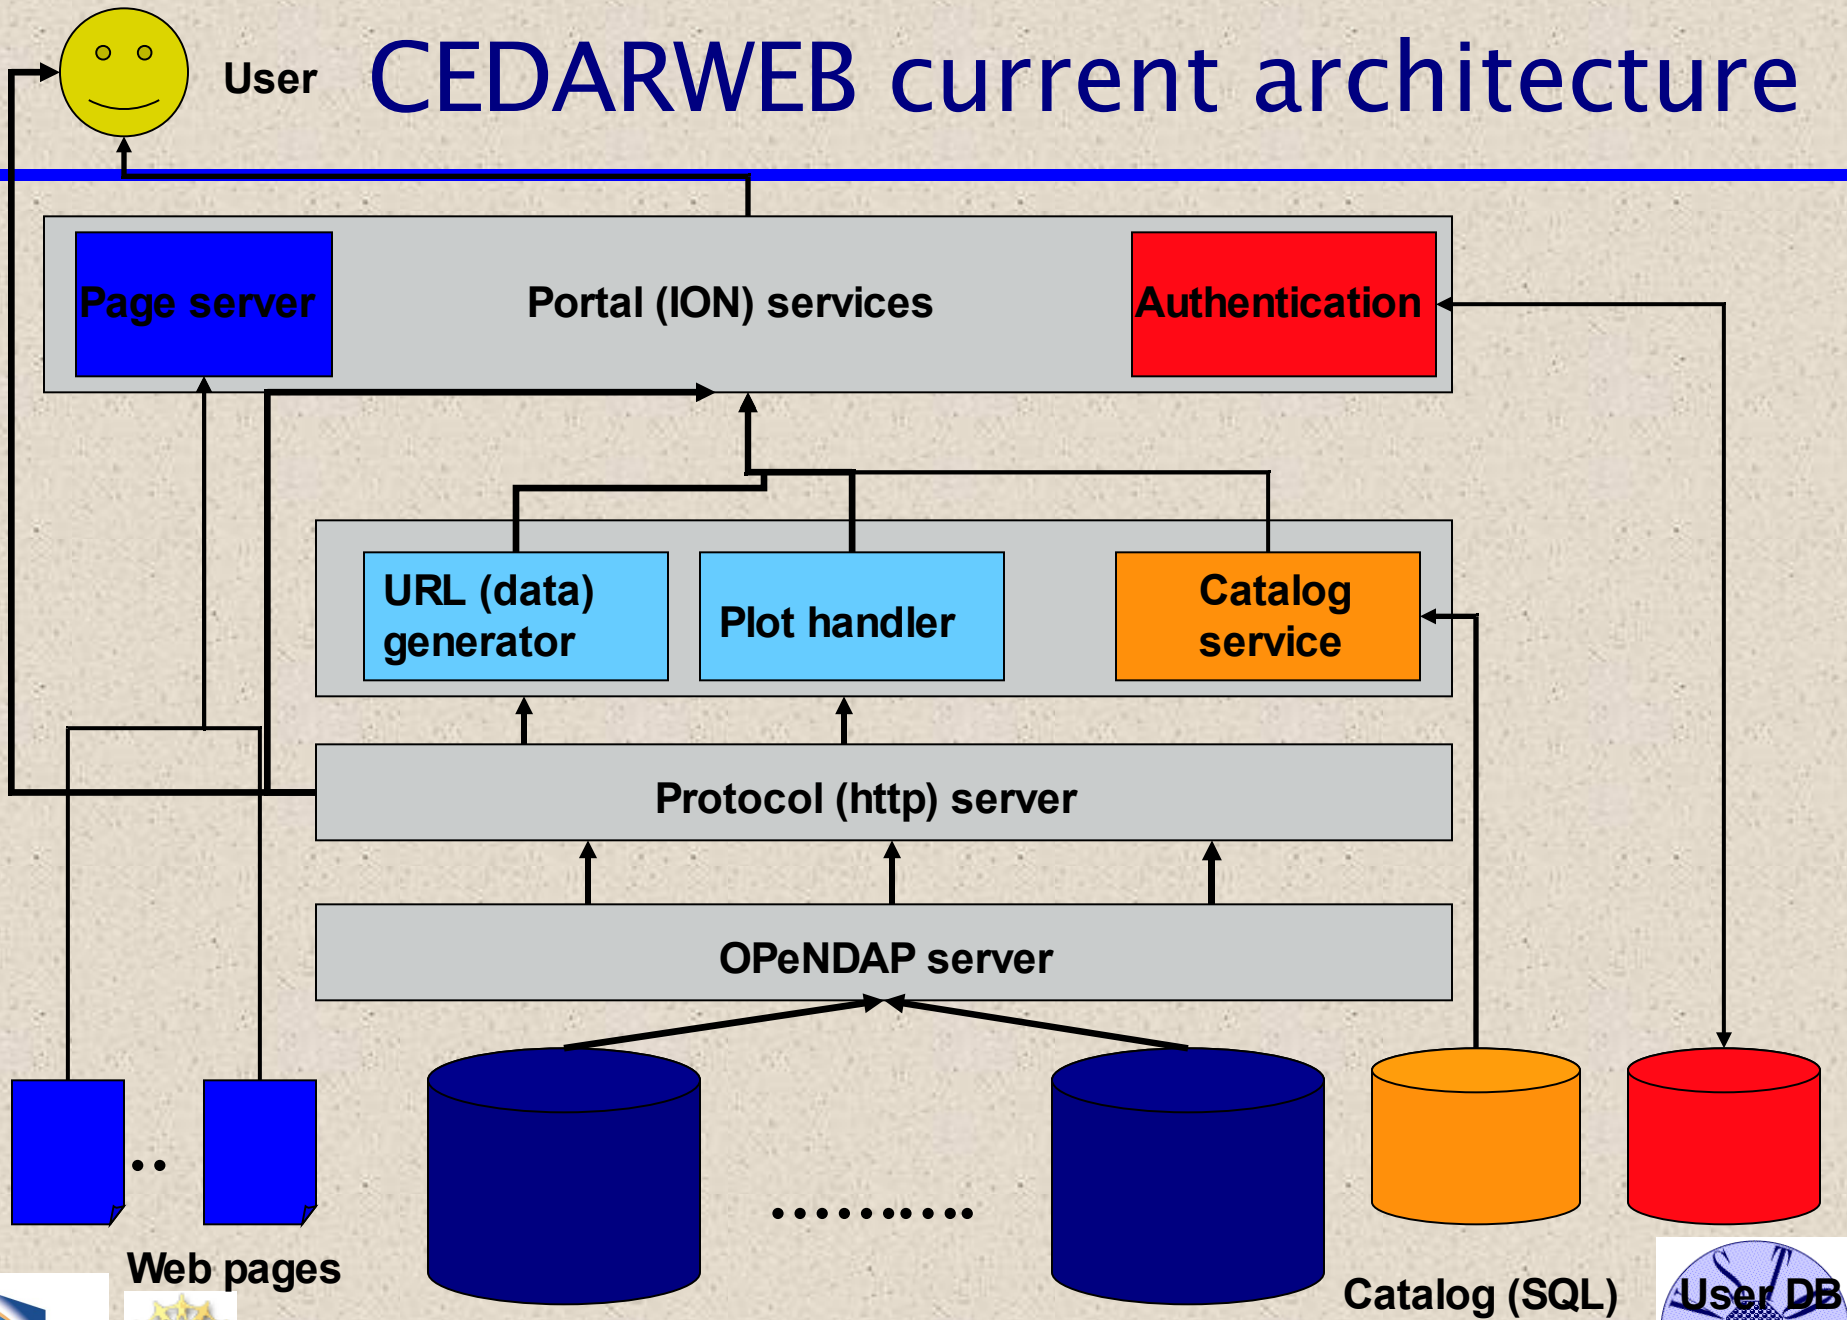 User
CEDARWEB current architecture
Page server
Portal (ION) services
Authentication
URL (data)
generator
Plot handler
Catalog
service
Protocol (http) server
OPeNDAP server
Web pages
Catalog (SQL)
User DB